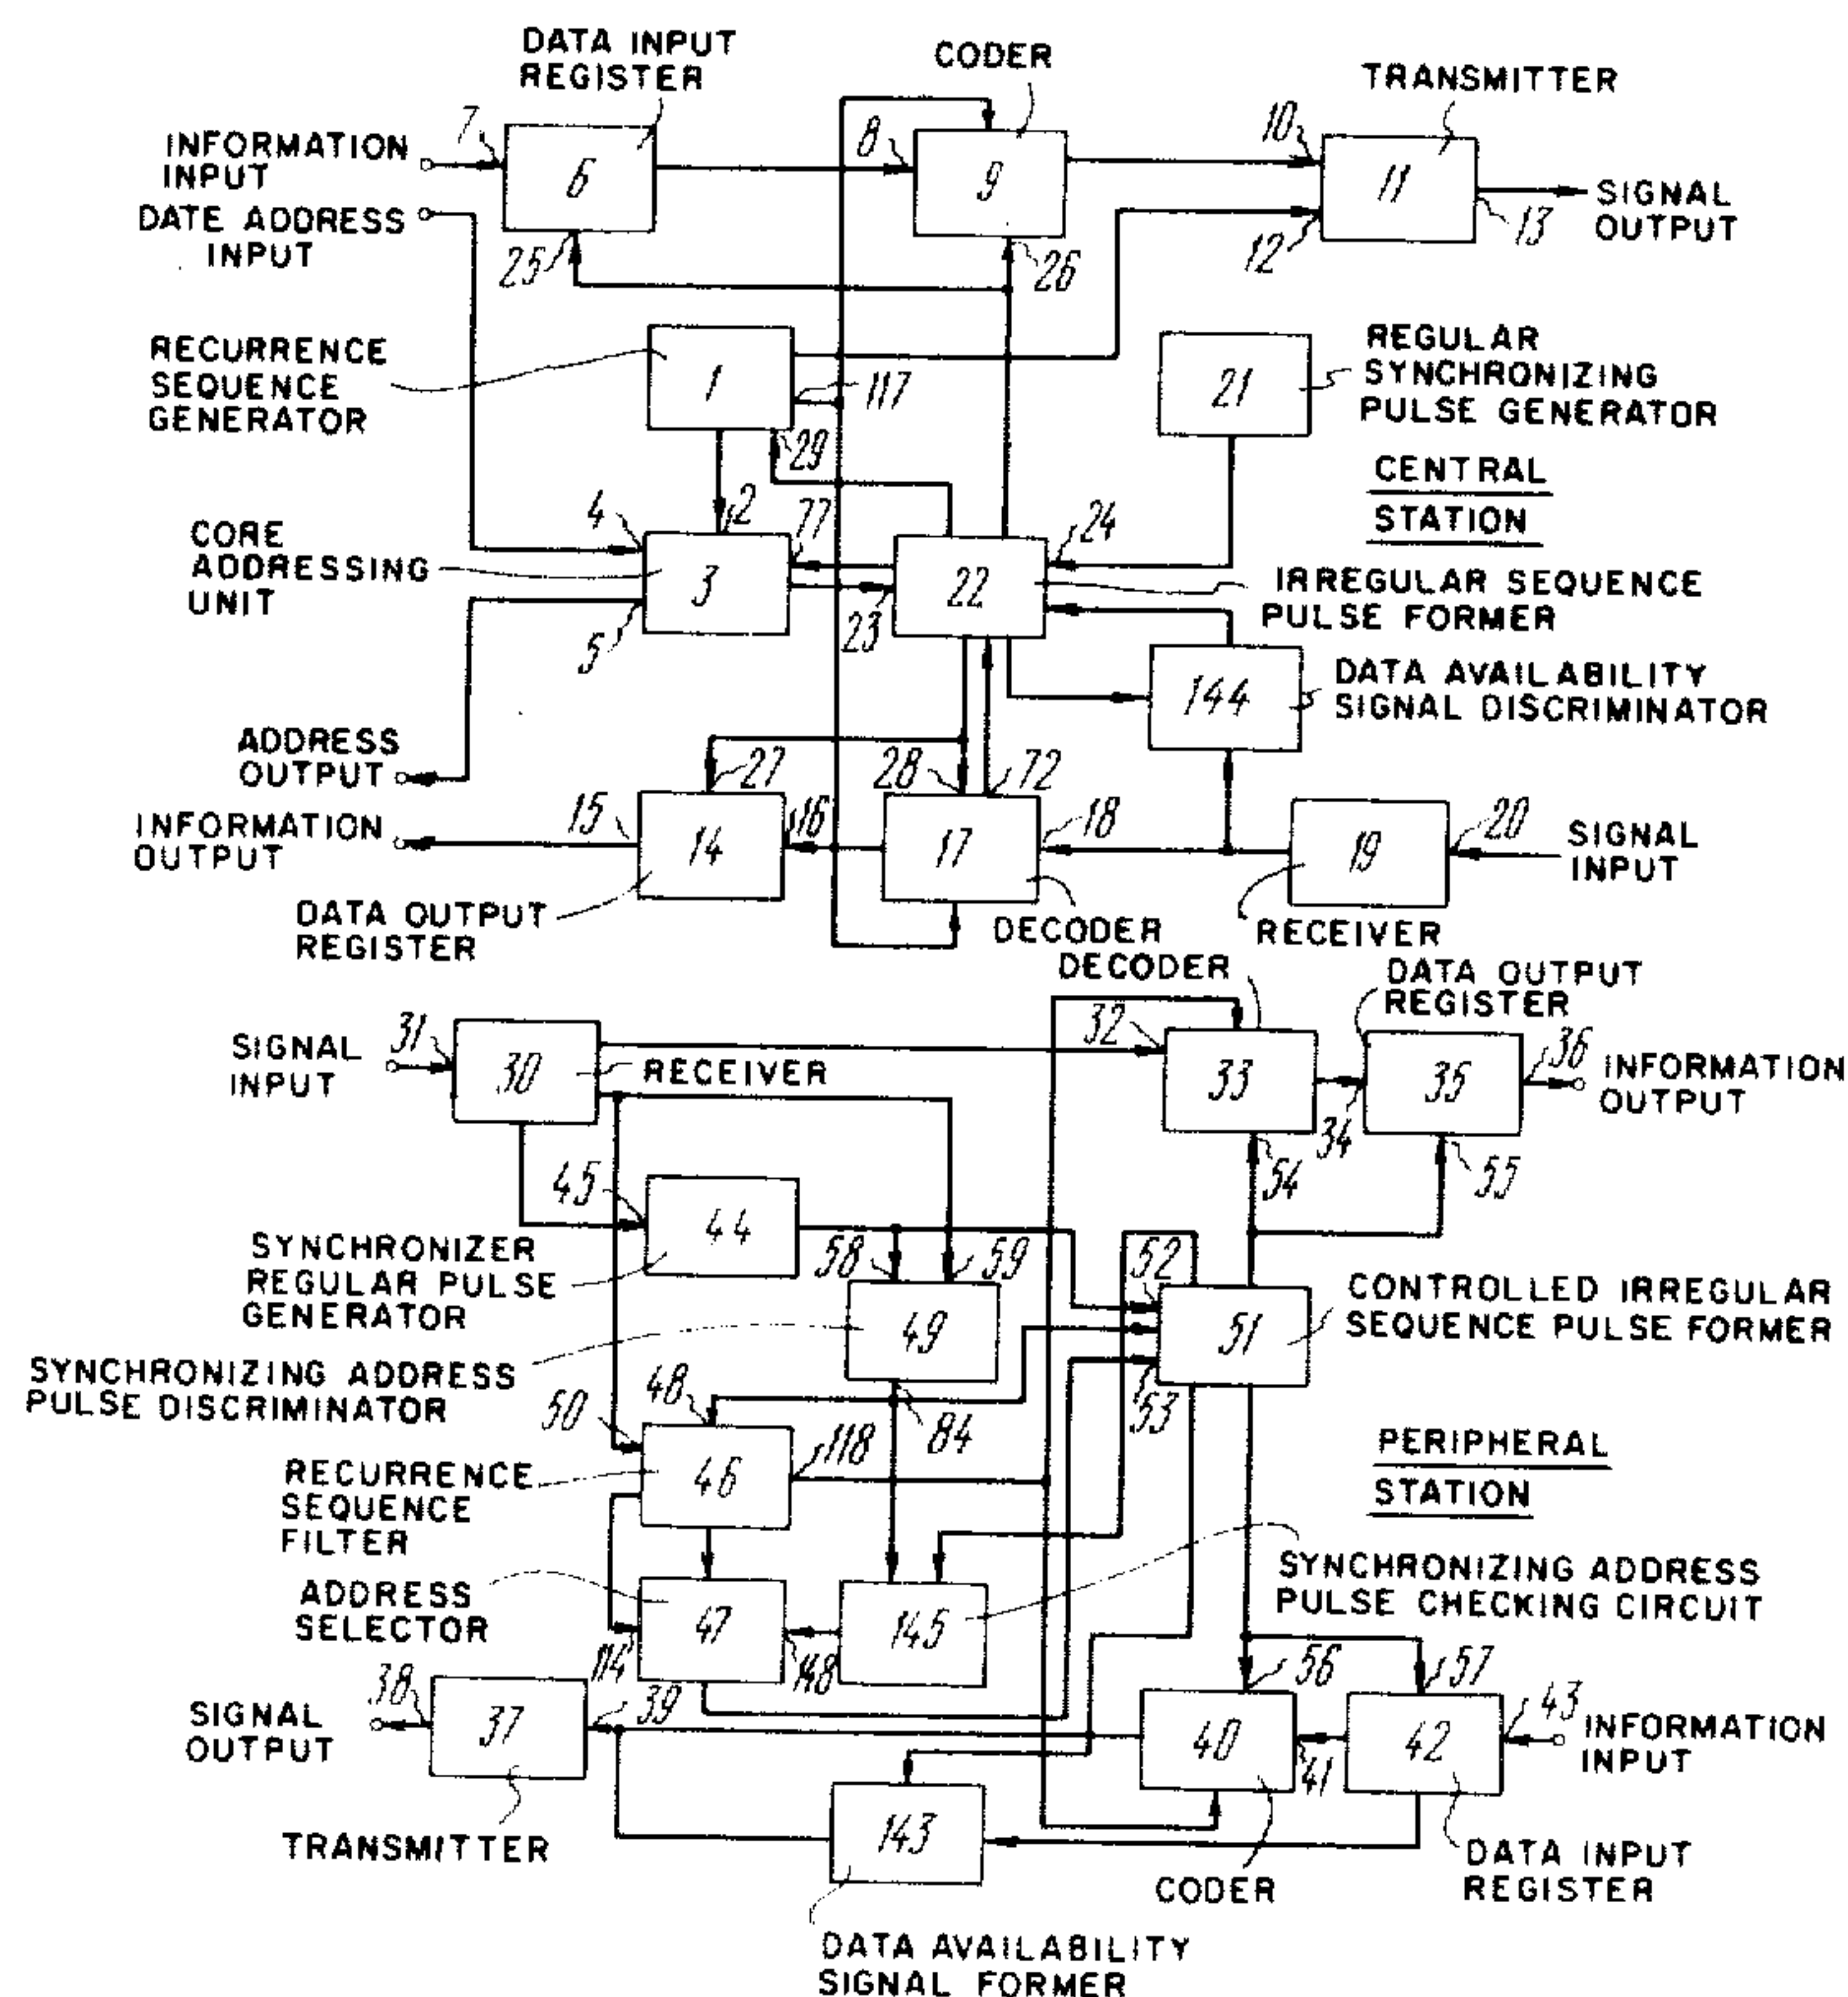 DATA INPUT
REGISTER
CODER
TRANSMITTER
INFORMATION
INPUT
7
6
8
9
10
11
12
13
SIGNAL
OUTPUT
DATE ADDRESS
INPUT
25
26
RECURRENCE
SEQUENCE
GENERATOR
1
117
29
21
REGULAR
SYNCHRONIZING
PULSE GENERATOR
CENTRAL
STATION
CORE
ADDRESSING
UNIT
4
2
77
3
5
23
22
24
IRREGULAR SEQUENCE
PULSE FORMER
144
DATA AVAILABILITY
SIGNAL DISCRIMINATOR
ADDRESS
OUTPUT
27
28
72
INFORMATION
OUTPUT
15
14
116
17
18
19
20
SIGNAL
INPUT
DATA OUTPUT
REGISTER
DECODER
RECEIVER
DECODER
DATA OUTPUT
REGISTER
SIGNAL
INPUT
31
30
RECEIVER
32
33
34
35
36
INFORMATION
OUTPUT
54
55
45
44
SYNCHRONIZER
REGULAR PULSE
GENERATOR
58
59
49
52
51
53
CONTROLLED IRREGULAR
SEQUENCE PULSE FORMER
SYNCHRONIZING ADDRESS
PULSE DISCRIMINATOR
50
48
84
118
46
RECURRENCE
SEQUENCE
FILTER
PERIPHERAL
STATION
ADDRESS
SELECTOR
47
114
148
145
SYNCHRONIZING ADDRESS
PULSE CHECKING CIRCUIT
SIGNAL
OUTPUT
38
37
39
56
57
40
41
42
43
INFORMATION
INPUT
TRANSMITTER
143
CODER
DATA INPUT
REGISTER
DATA AVAILABILITY
SIGNAL FORMER